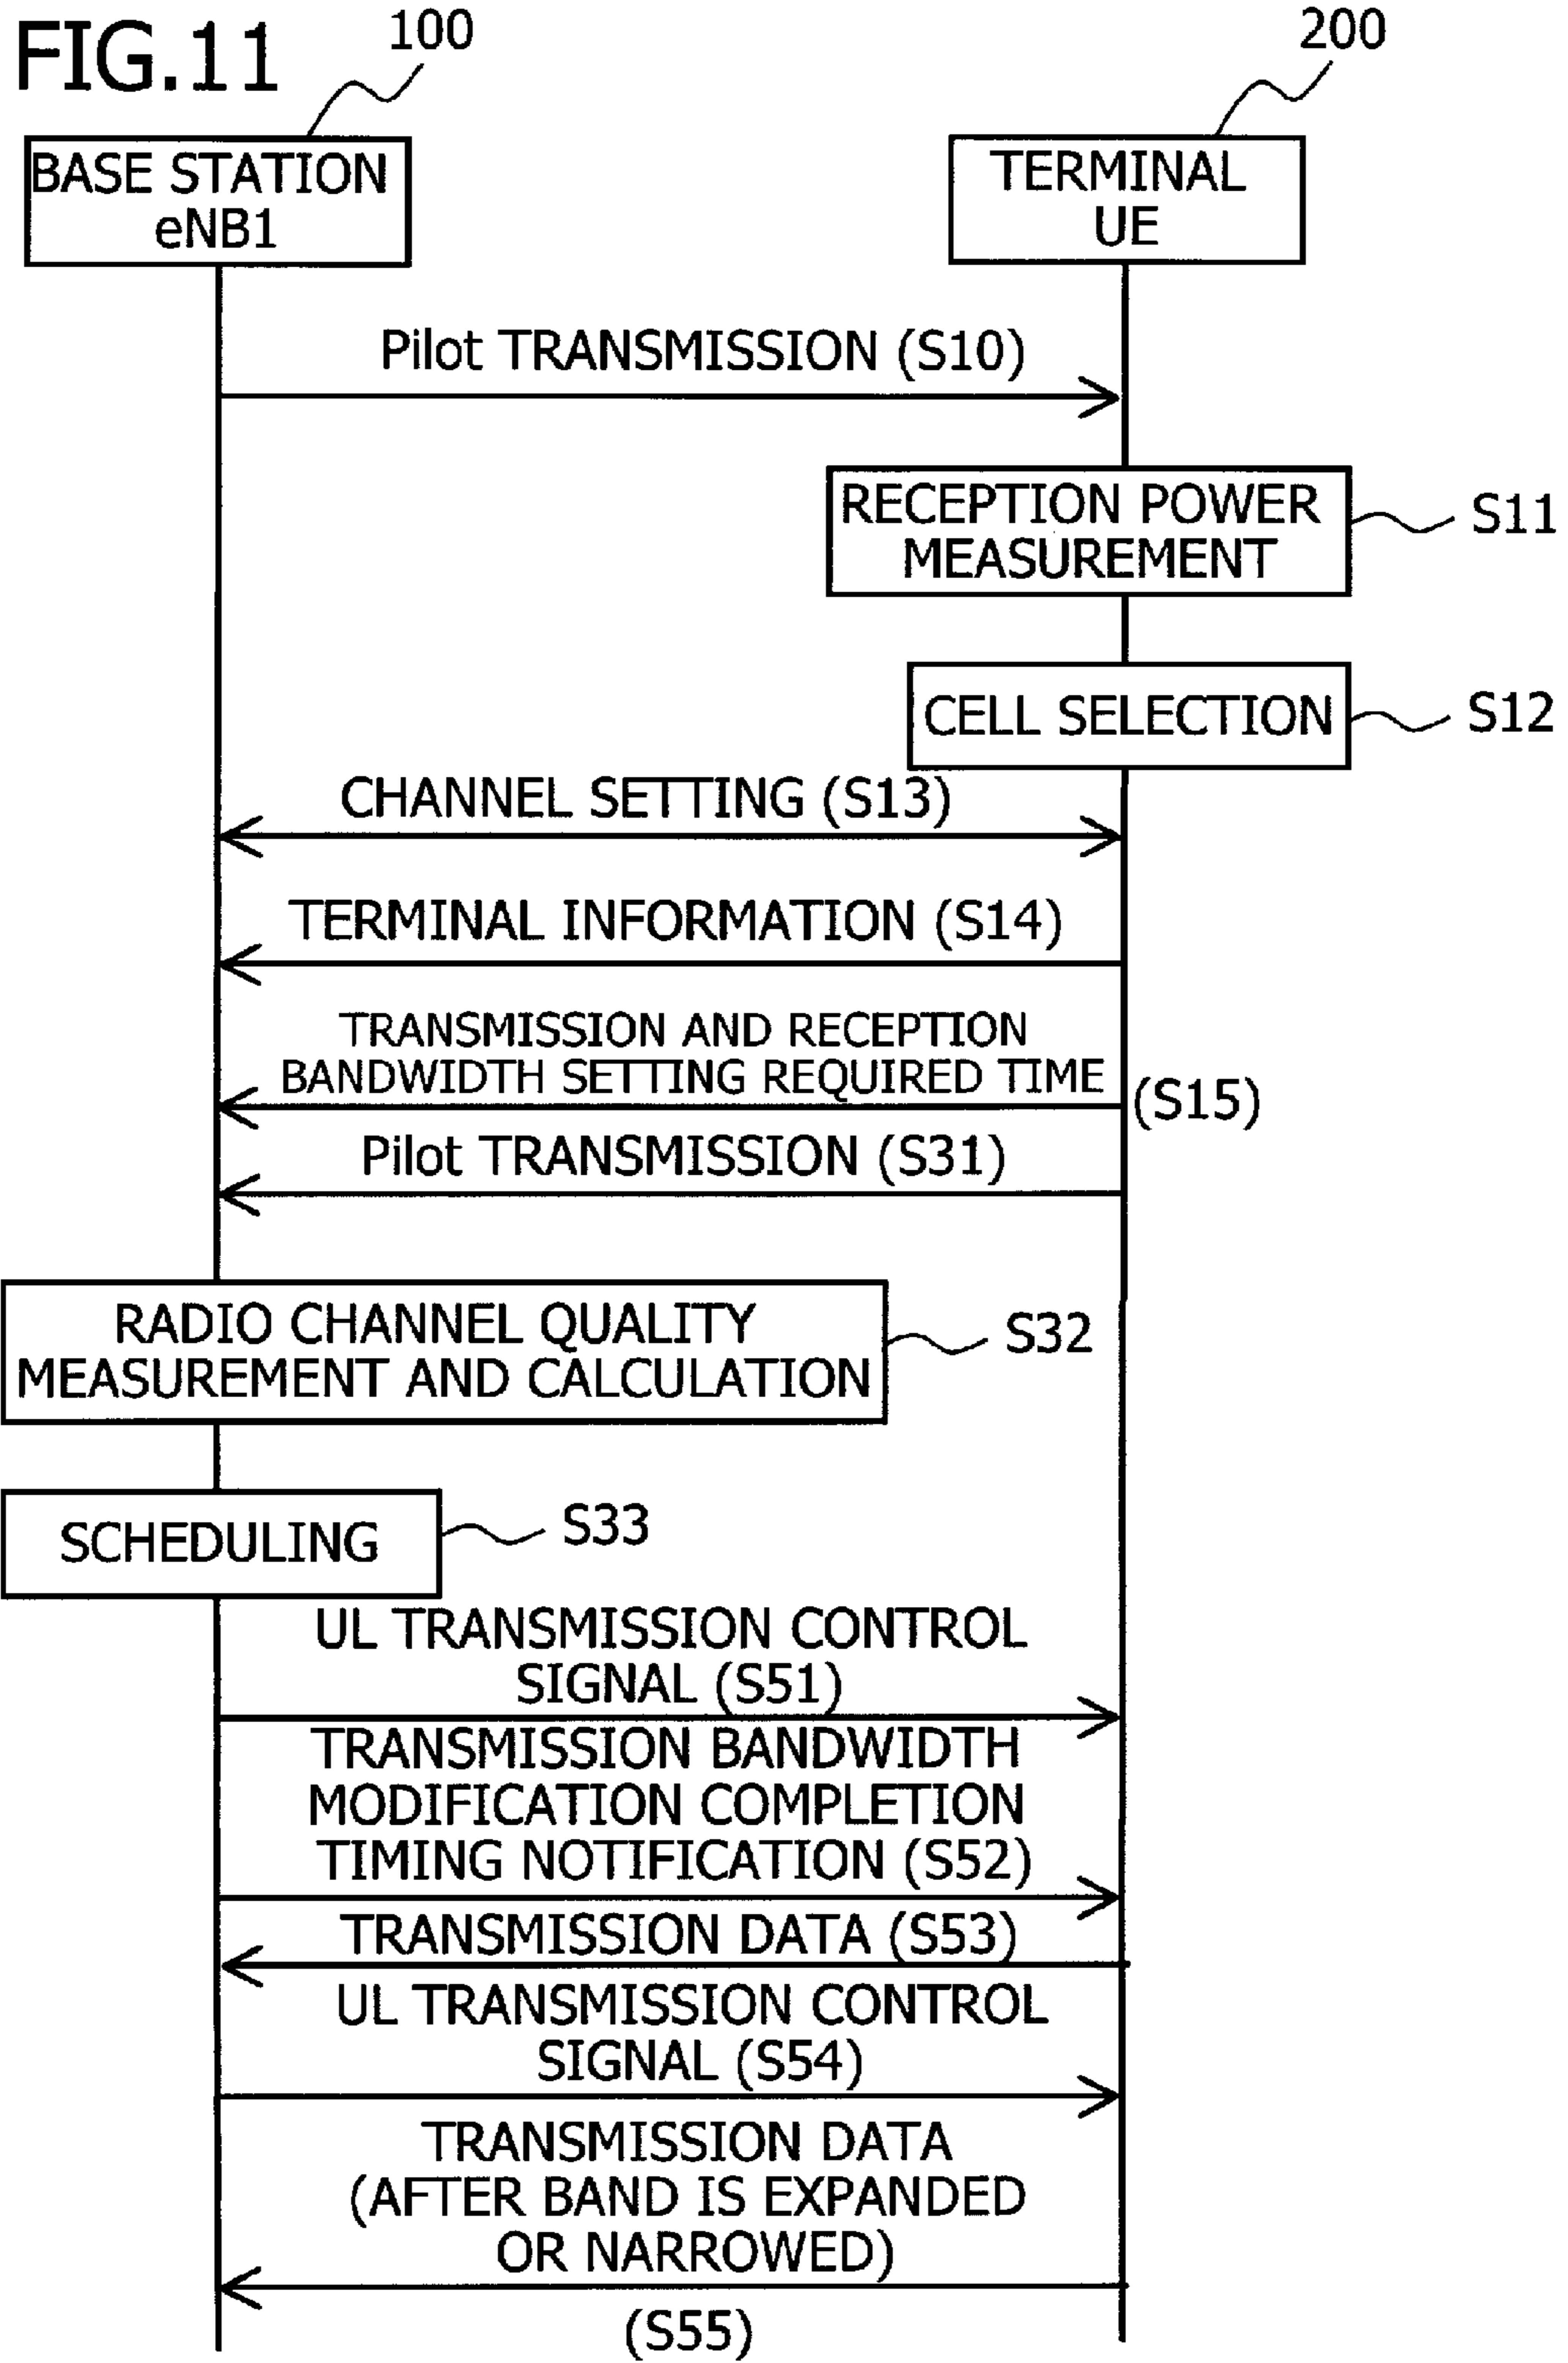 FIG.11
100
200
BASE STATION
eNB1
TERMINAL
UE
Pilot TRANSMISSION (S10)
RECEPTION POWER
MEASUREMENT
S11
CELL SELECTION
S12
CHANNEL SETTING (S13)
TERMINAL INFORMATION (S14)
TRANSMISSION AND RECEPTION
BANDWIDTH SETTING REQUIRED TIME
(S15)
Pilot TRANSMISSION (S31)
RADIO CHANNEL QUALITY
MEASUREMENT AND CALCULATION
S32
SCHEDULING
S33
UL TRANSMISSION CONTROL
SIGNAL (S51)
TRANSMISSION BANDWIDTH
MODIFICATION COMPLETION
TIMING NOTIFICATION (S52)
TRANSMISSION DATA (S53)
UL TRANSMISSION CONTROL
SIGNAL (S54)
TRANSMISSION DATA
(AFTER BAND IS EXPANDED
OR NARROWED)
(S55)